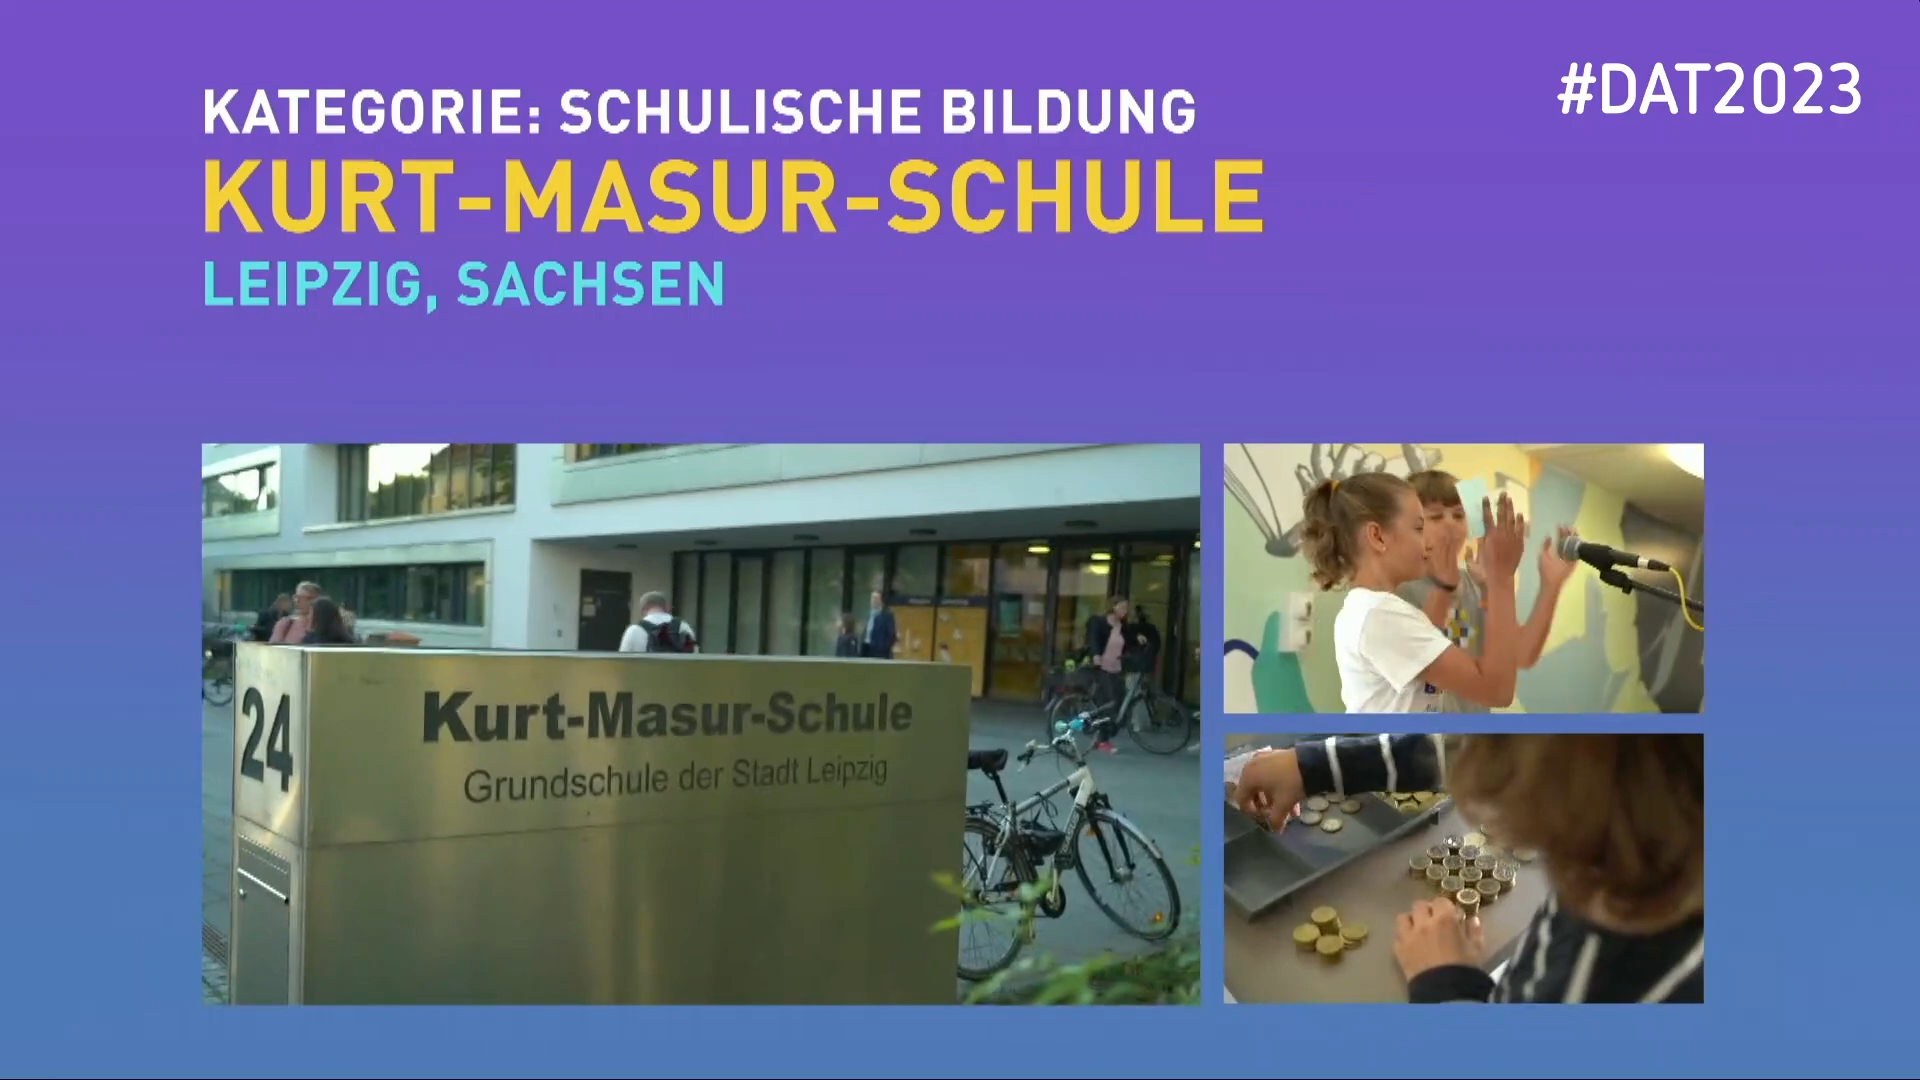 #DAT2023
KATEGORIE: SCHULISCHE BILDUNG
KURT-MASUR-SCHULE
LEIPZIG, SACHSEN
24
Kurt-Masur-Schule
Grundschule der Stadt Leipzig